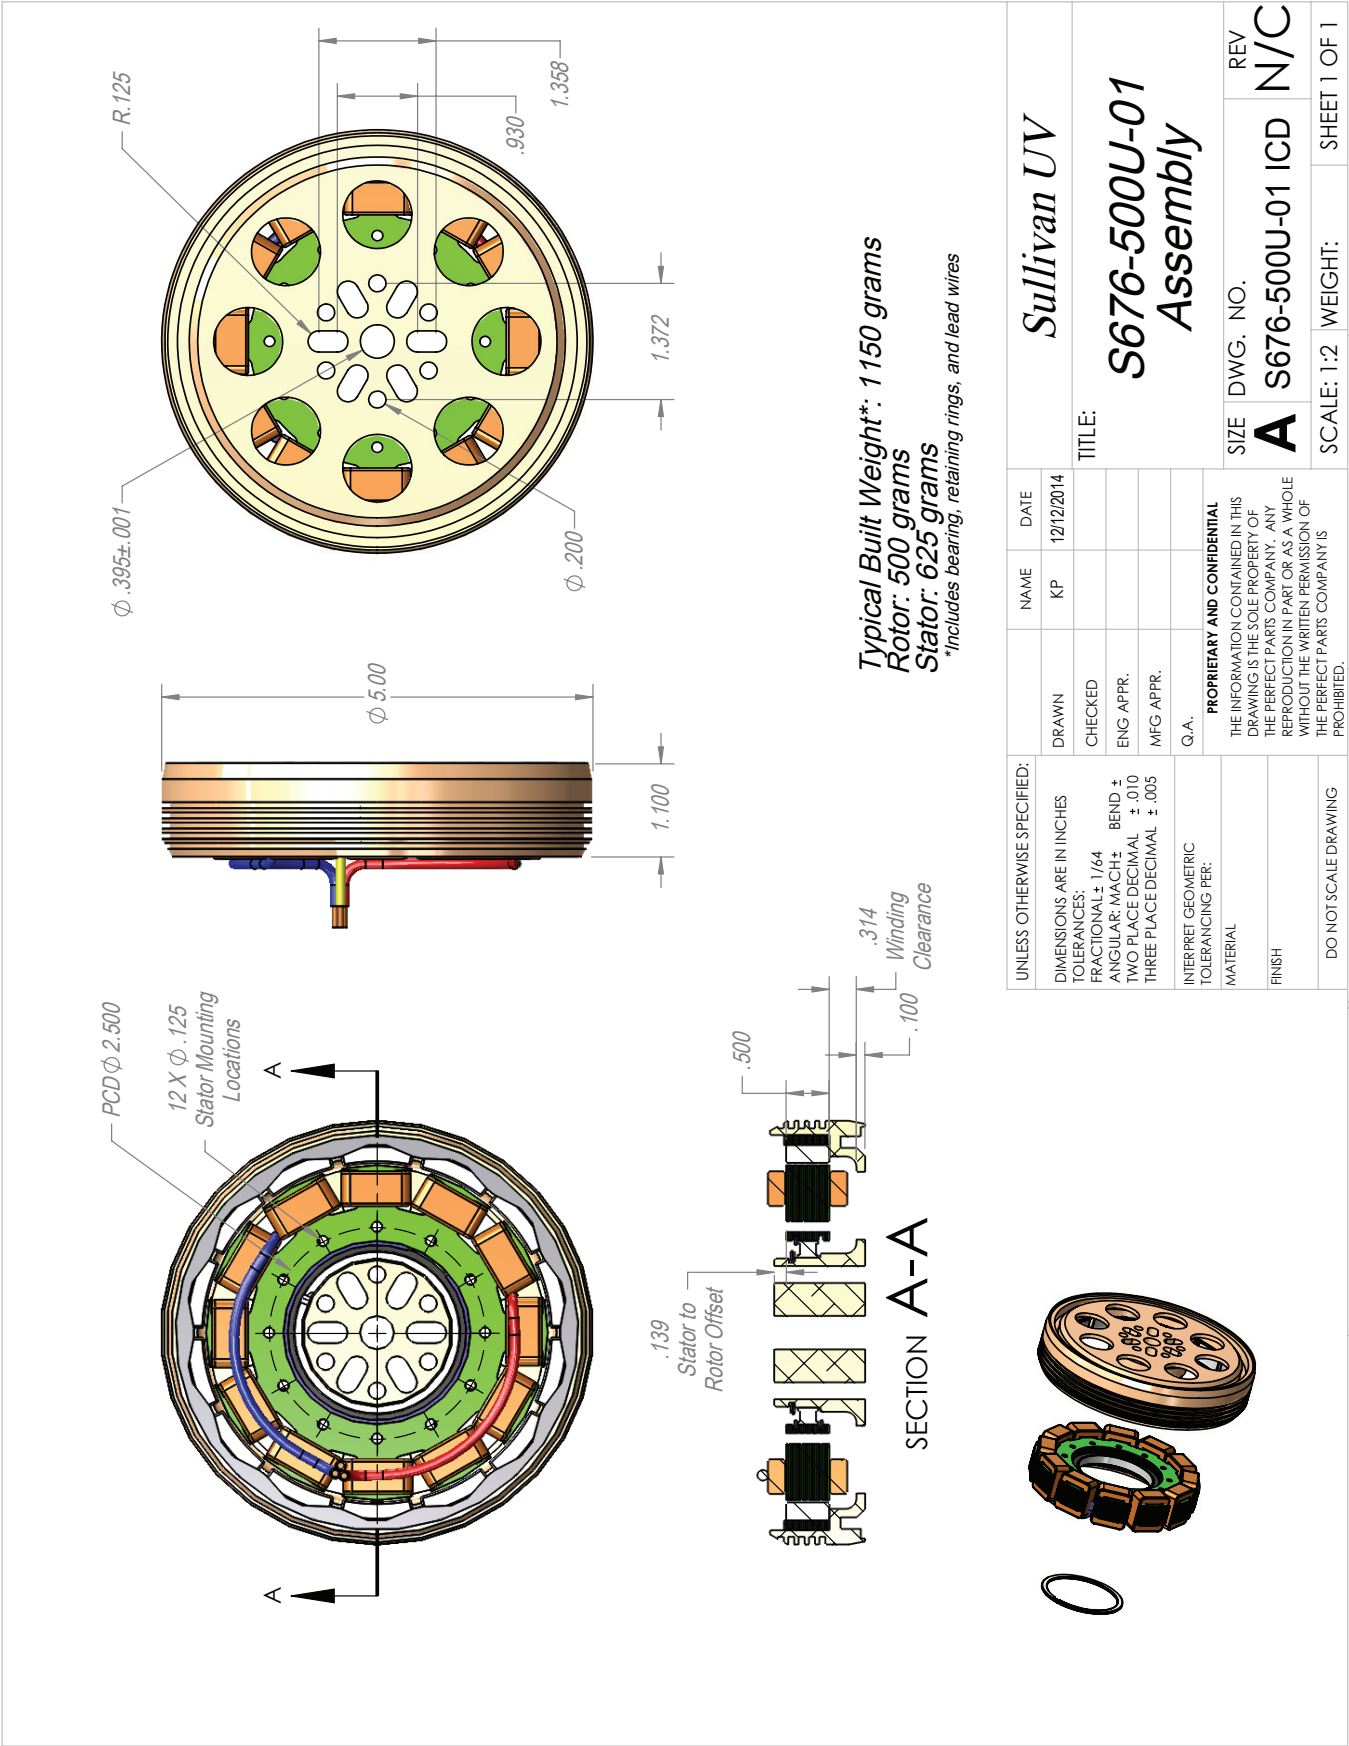 PCD Ø 2.500
12 X Ø .125
Stator Mounting
Locations
A
A
Ø 5.00
1.100
Ø .395±.001
R.125
.930
1.358
1.372
Ø .200
.139
Stator to
Rotor Offset
.500
.314
Winding
Clearance
.100
SECTION A-A
Typical Built Weight*: 1150 grams
Rotor: 500 grams
Stator: 625 grams
*Includes bearing, retaining rings, and lead wires
UNLESS OTHERWISE SPECIFIED:
DIMENSIONS ARE IN INCHES
TOLERANCES:
FRACTIONAL ± 1/64
ANGULAR: MACH ± BEND ±
TWO PLACE DECIMAL ± .010
THREE PLACE DECIMAL ± .005
INTERPRET GEOMETRIC
TOLERANCING PER:
MATERIAL
FINISH
DO NOT SCALE DRAWING
NAME DATE
DRAWN KP 12/12/2014
CHECKED
ENG APPR.
MFG APPR.
Q.A.
PROPRIETARY AND CONFIDENTIAL
THE INFORMATION CONTAINED IN THIS
DRAWING IS THE SOLE PROPERTY OF
THE PERFECT PARTS COMPANY. ANY
REPRODUCTION IN PART OR AS A WHOLE
WITHOUT THE WRITTEN PERMISSION OF
THE PERFECT PARTS COMPANY IS
PROHIBITED.
Sullivan UV
TITLE:
S676-500U-01
Assembly
SIZE DWG. NO. REV
A S676-500U-01 ICD N/C
SCALE: 1:2 WEIGHT: SHEET 1 OF 1